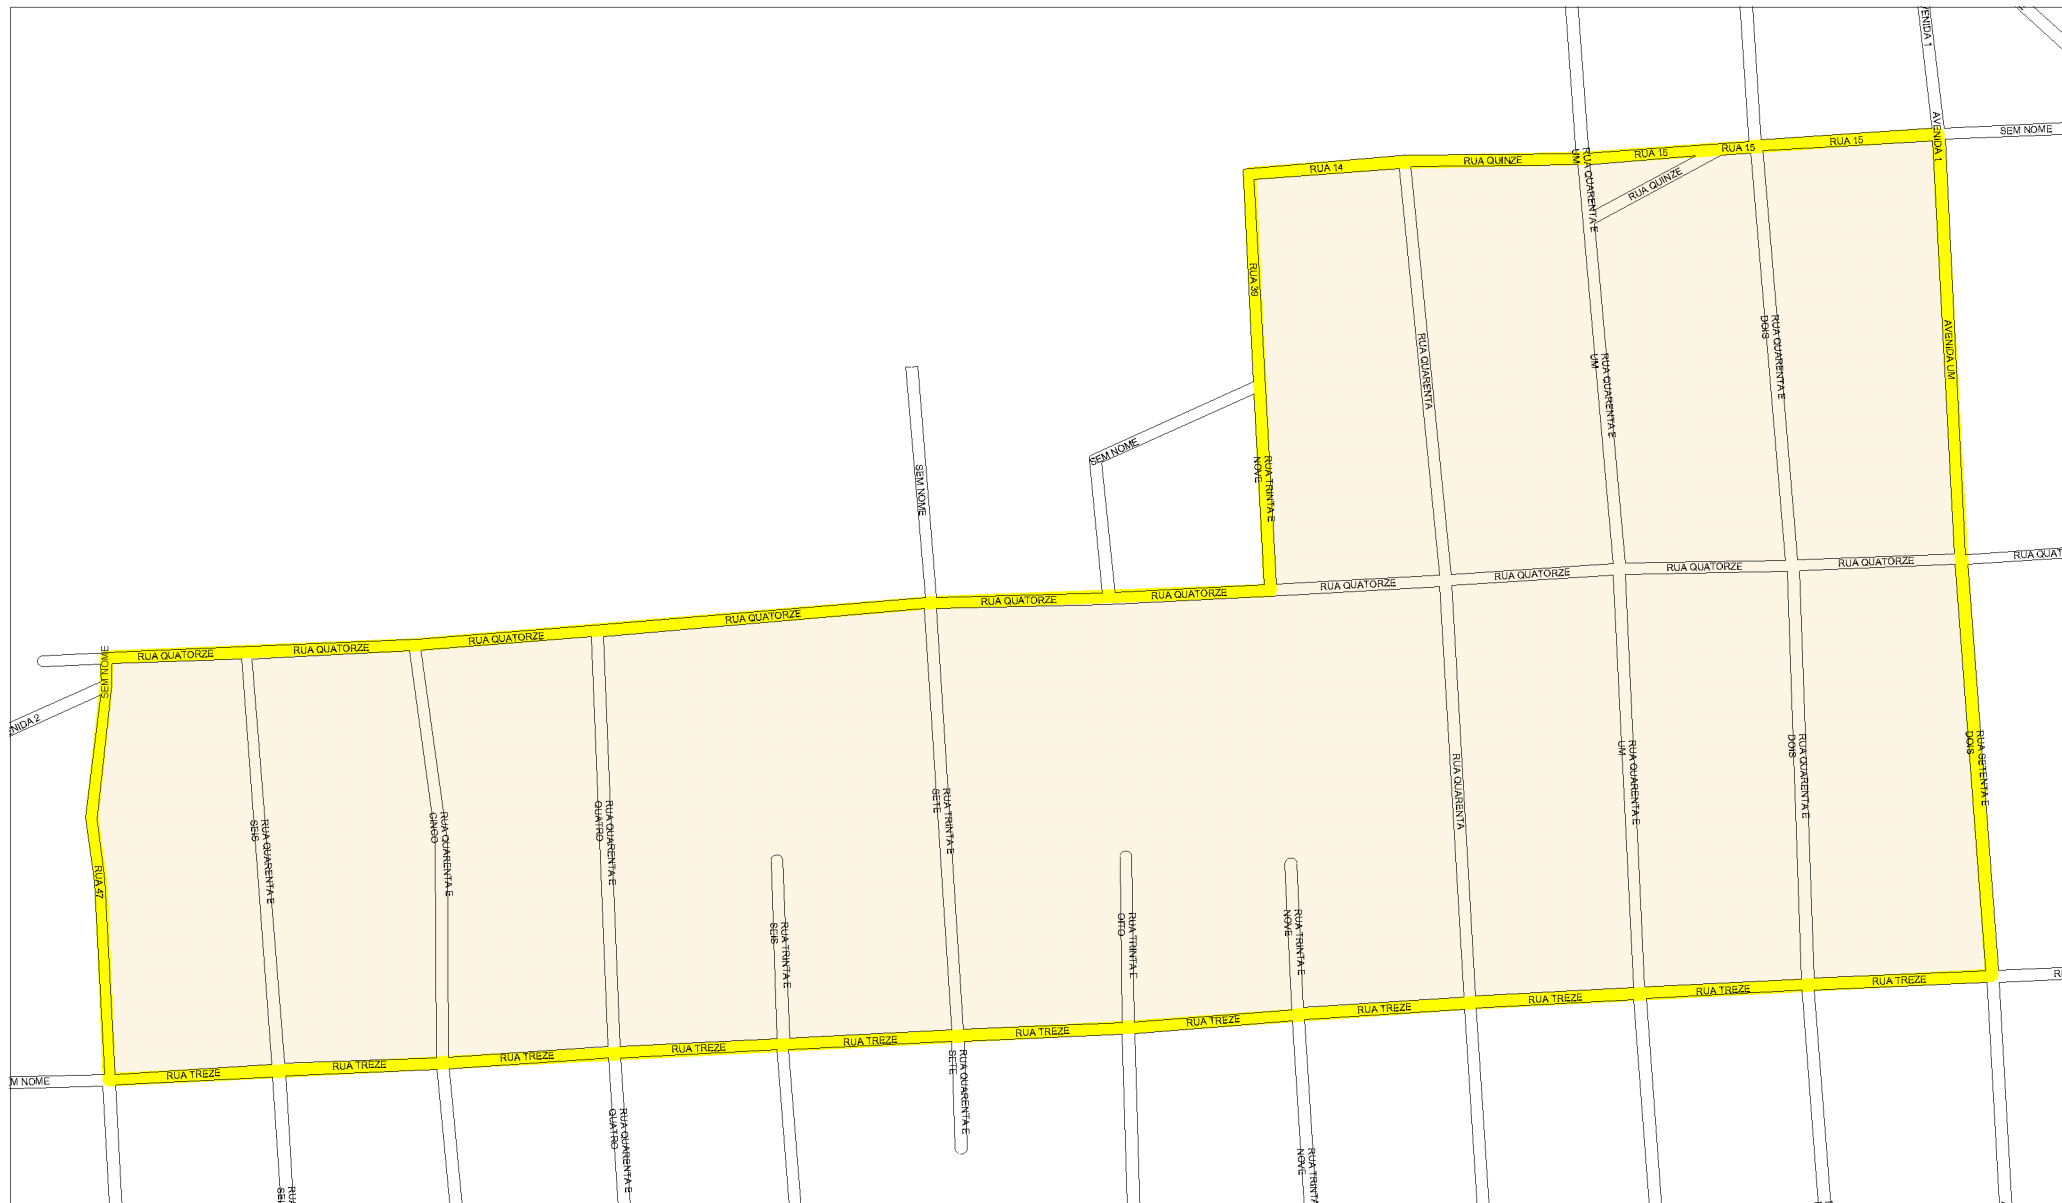 VENIDA 1
AVENIDA 1
SEM NOME
RUA 14
RUA QUINZE
RUA 15
RUA 15
RUA 15
RUA QUINZE
RUA QUARENTA E
UM
RUA 39
RUA QUARENTA
RUA QUARENTA E
UM
RUA QUARENTA E
DOIS
AVENIDA UM
SEM NOME
SEM NOME
RUA TRINTA E
NOVE
RUA QUATORZE
RUA QUATORZE
RUA QUATORZE
RUA QUATORZE
RUA QUATORZE
RUA QUATORZE
RUA QUATORZE
RUA QUATORZE
RUA QUATORZE
RUA QUATORZE
RUA QUAT
SEM NOME
ENIDA 2
RUA 47
RUA QUARENTA E
SEIS
RUA QUARENTA E
CINCO
RUA QUARENTA E
QUATRO
RUA TRINTA E
SEIS
RUA TRINTA E
SETE
RUA TRINTA E
OITO
RUA TRINTA E
NOVE
RUA QUARENTA
RUA QUARENTA E
UM
RUA QUARENTA E
DOIS
RUA SETENTA E
DOIS
M NOME
RUA TREZE
RUA TREZE
RUA TREZE
RUA TREZE
RUA TREZE
RUA TREZE
RUA TREZE
RUA TREZE
RUA TREZE
RUA TREZE
RUA TREZE
RUA
SEI
RUA QUARENTA E
QUATRO
RUA QUARENTA E
SETE
RUA TRINTA
NOVE